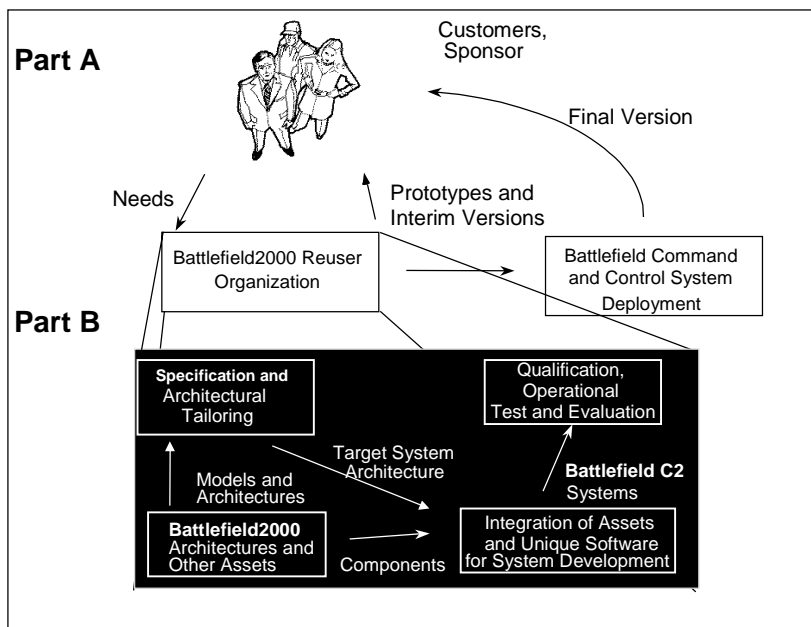 Part A
Customers,
Sponsor
Final Version
Needs
Prototypes and
Interim Versions
Battlefield2000 Reuser
Organization
Battlefield Command
and Control System
Deployment
Part B
Specification and
Architectural
Tailoring
Qualification,
Operational
Test and Evaluation
Target System
Architecture
Models and
Architectures
Battlefield C2
Systems
Battlefield2000
Architectures and
Other Assets
Components
Integration of Assets
and Unique Software
for System Development